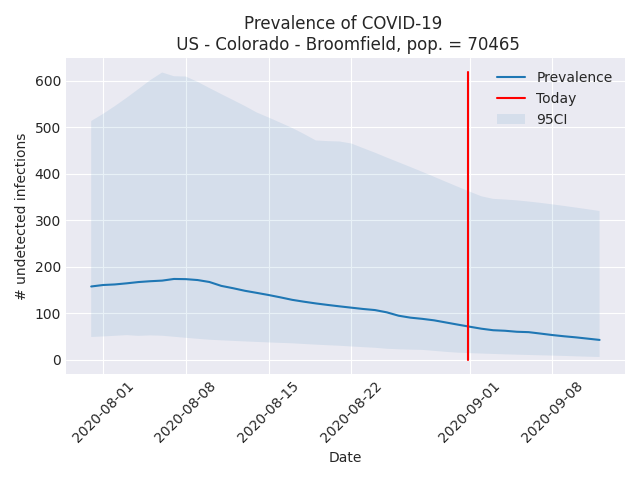 Prevalence of COVID-19
US - Colorado - Broomfield, pop. = 70465
Prevalence
Today
95CI
600
500
400
300
200
100
0
# undetected infections
2020-08-01
2020-08-08
2020-08-15
2020-08-22
2020-09-01
2020-09-08
Date